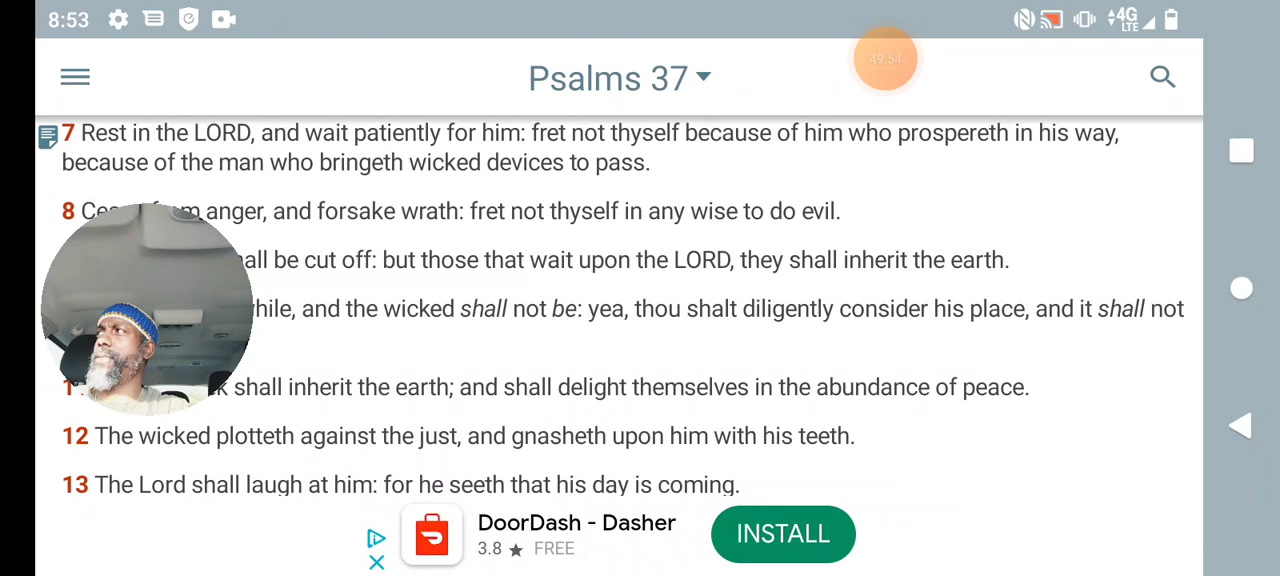 8:53
4G
LTE
49:54
Psalms 37
7 Rest in the LORD, and wait patiently for him: fret not thyself because of him who prospereth in his way,
because of the man who bringeth wicked devices to pass.
8 anger, and forsake wrath: fret not thyself in any wise to do evil.
be cut off: but those that wait upon the LORD, they shall inherit the earth.
and the wicked shall not be: yea, thou shalt diligently consider his place, and it shall not
shall inherit the earth; and shall delight themselves in the abundance of peace.
12 The wicked plotteth against the just, and gnasheth upon him with his teeth.
13 The Lord shall laugh at him: for he seeth that his day is coming.
DoorDash - Dasher
3.8 ★ FREE
INSTALL